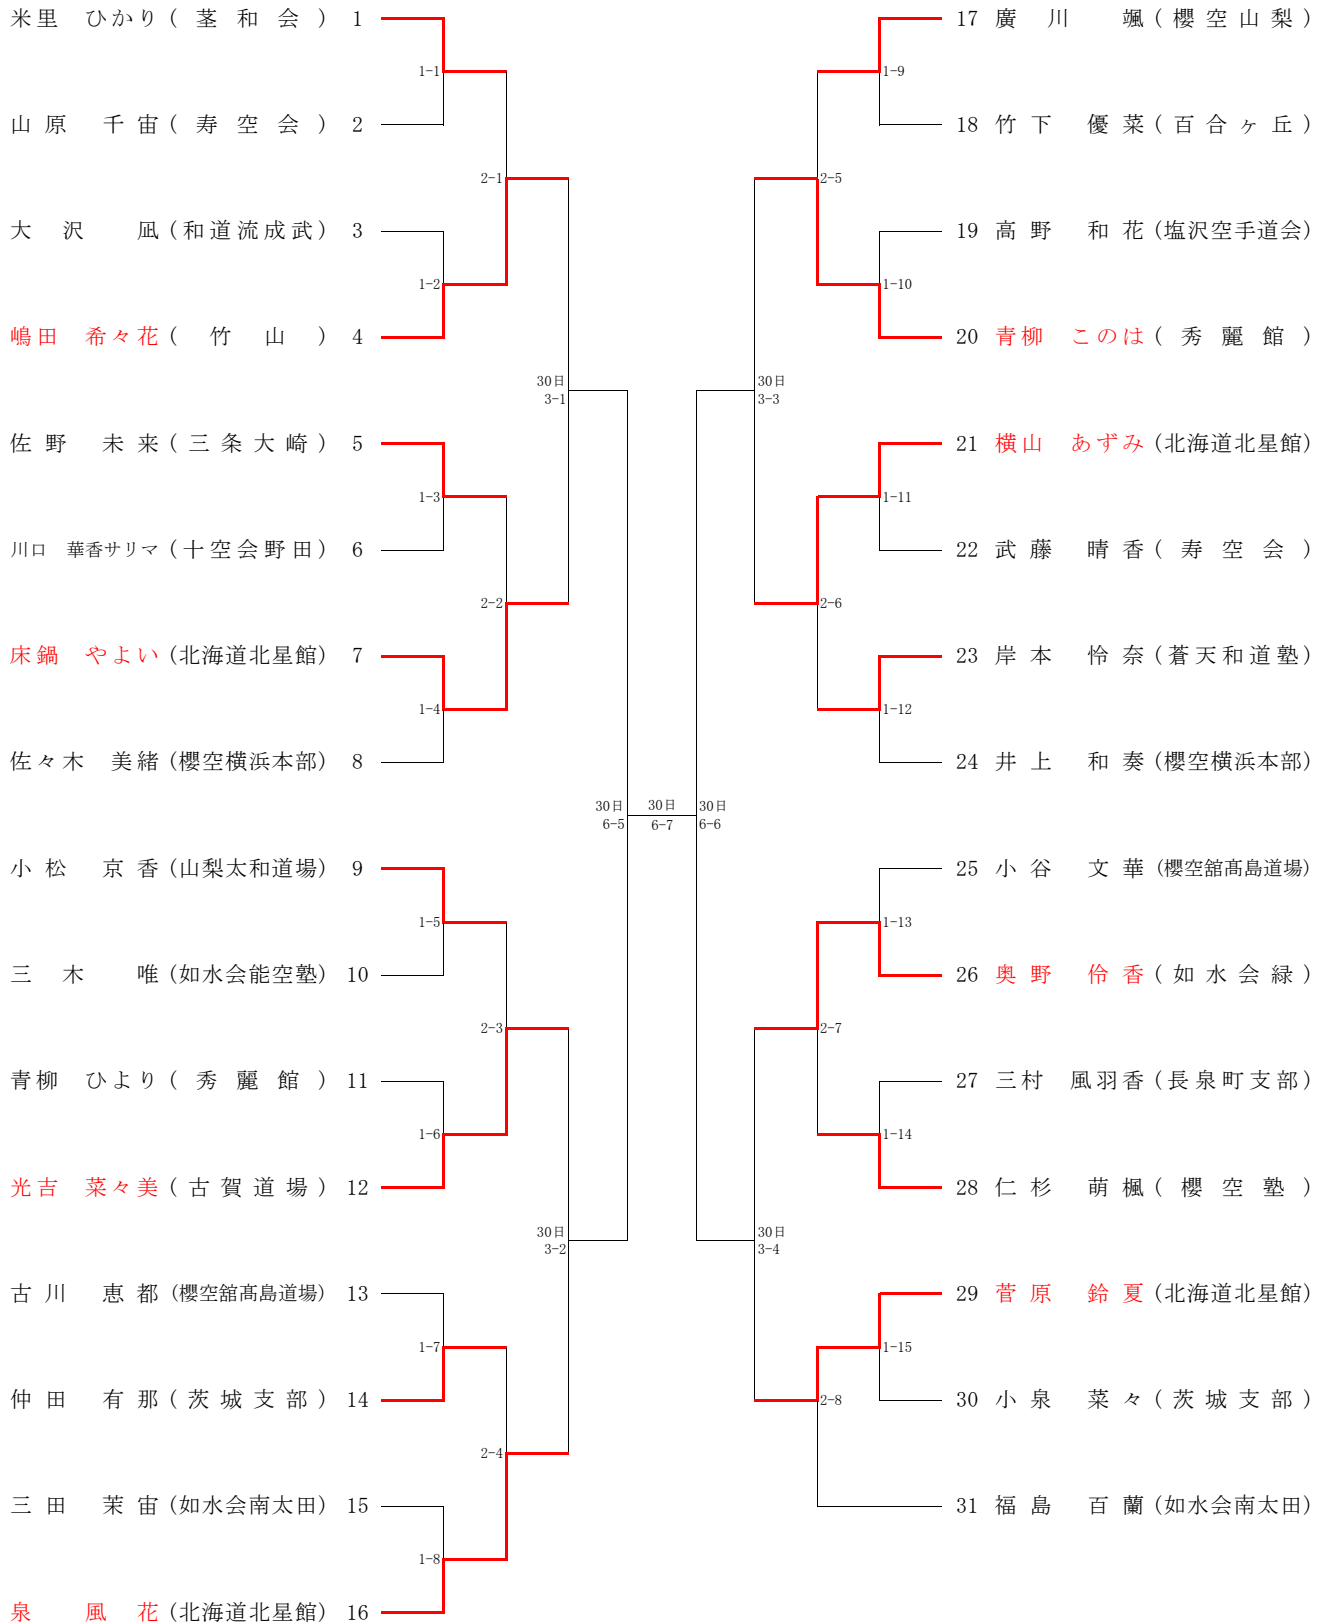 米里 ひかり ( 茎和会 ) 1
1-1
山原 千宙 ( 寿空会 ) 2
2-1
大沢 凪 (和道流成武) 3
1-2
嶋田 希々花 ( 竹山 ) 4
30日
3-1
佐野 未来 (三条大崎) 5
1-3
川口 華香サリマ (十空会野田) 6
2-2
床鍋 やよい (北海道北星館) 7
1-4
佐々木 美緒 (櫻空横浜本部) 8
30日
6-5
小松 京香 (山梨太和道場) 9
1-5
三木 唯 (如水会能空塾) 10
2-3
青柳 ひより ( 秀麗館 ) 11
1-6
光吉 菜々美 (古賀道場) 12
30日
3-2
古川 恵都 (櫻空舘髙島道場) 13
1-7
仲田 有那 (茨城支部) 14
2-4
三田 茉宙 (如水会南太田) 15
1-8
泉 風花 (北海道北星館) 16
30日
6-7
17 廣川 颯 (櫻空山梨)
1-9
18 竹下 優菜 (百合ヶ丘)
2-5
19 高野 和花 (塩沢空手道会)
1-10
20 青柳 このは ( 秀麗館 )
30日
3-3
21 横山 あずみ (北海道北星館)
1-11
22 武藤 晴香 ( 寿空会 )
2-6
23 岸本 怜奈 (蒼天和道塾)
1-12
24 井上 和奏 (櫻空横浜本部)
30日
6-6
25 小谷 文華 (櫻空舘髙島道場)
1-13
26 奥野 伶香 (如水会緑)
2-7
27 三村 風羽香 (長泉町支部)
1-14
28 仁杉 萌楓 ( 櫻空塾 )
30日
3-4
29 菅原 鈴夏 (北海道北星館)
1-15
30 小泉 菜々 (茨城支部)
2-8
31 福島 百蘭 (如水会南太田)